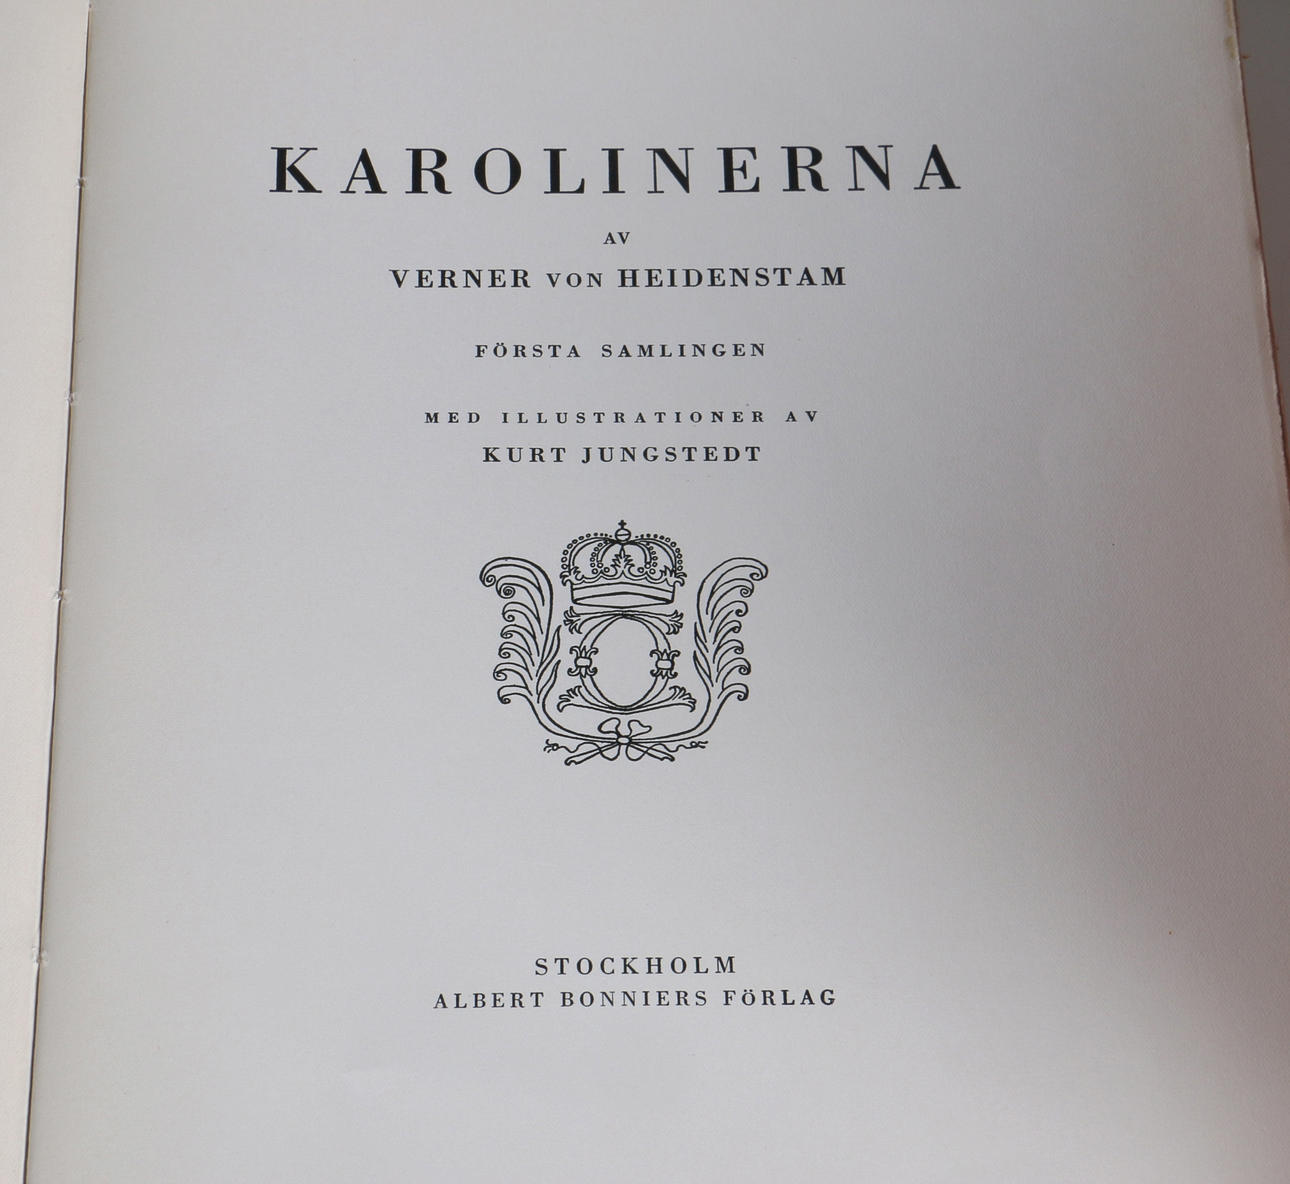 KAROLINERNA
AV
VERNER VON HEIDENSTAM
FÖRSTA SAMLINGEN
MED ILLUSTRATIONER AV
KURT JUNGSTEDT
STOCKHOLM
ALBERT BONNIERS FÖRLAG